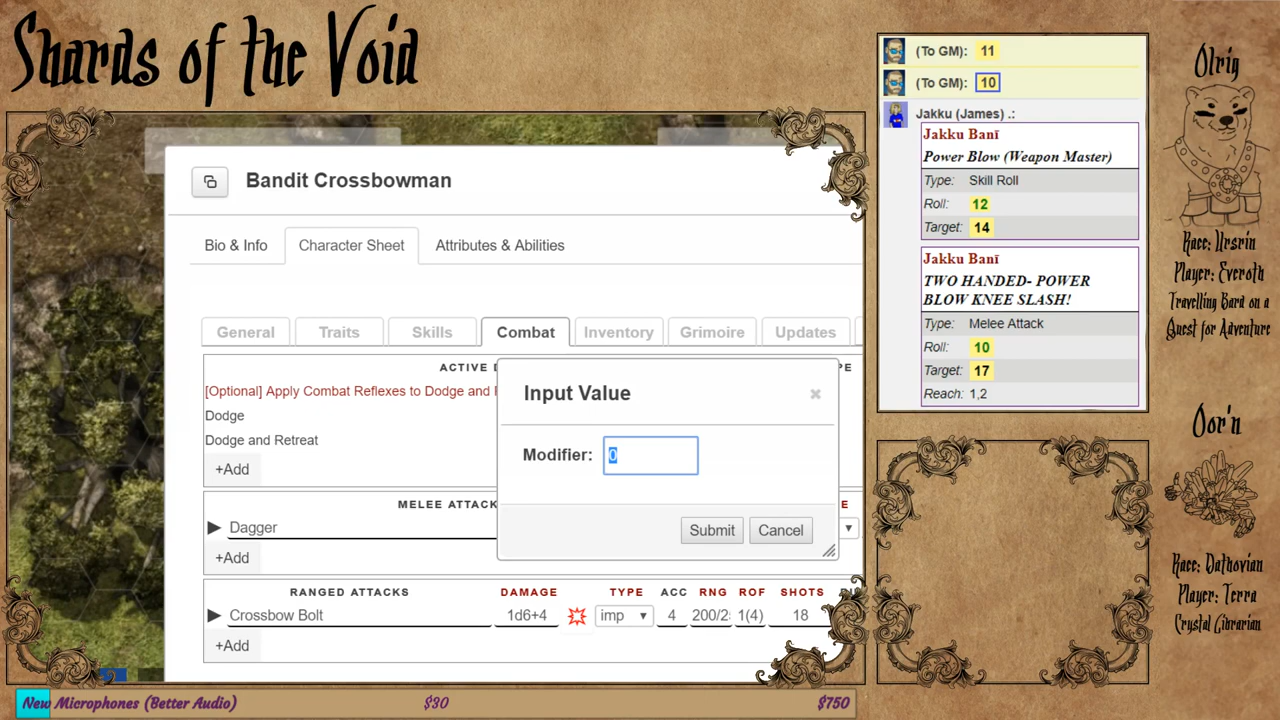 Shards of the Void
Bandit Crossbowman
Bio & Info
Character Sheet
Attributes & Abilities
General
Traits
Skills
Combat
Inventory
Grimoire
Updates
[Optional] Apply Combat Reflexes to Dodge and
Dodge
Dodge and Retreat
+Add
Input Value
Modifier: 0
Submit
Cancel
MELEE ATTACK
Dagger
+Add
RANGED ATTACKS DAMAGE TYPE ACC RNG ROF SHOTS
Crossbow Bolt 1d6+4 imp 4 200/2 1(4) 18
+Add
New Microphones (Better Audio) $30 $750
(To GM): 11
(To GM): 10
Jakku (James) .:
Jakku Banī
Power Blow (Weapon Master)
Type: Skill Roll
Roll: 12
Target: 14
Jakku Banī
TWO HANDED- POWER
BLOW KNEE SLASH!
Type: Melee Attack
Roll: 10
Target: 17
Reach: 1,2
Olrig
Race: Ursrin
Player: Everoth
Travelling Bard on a
Quest for Adventure
Oor'n
Race: Dathovian
Player: Terra
Crystal Librarian